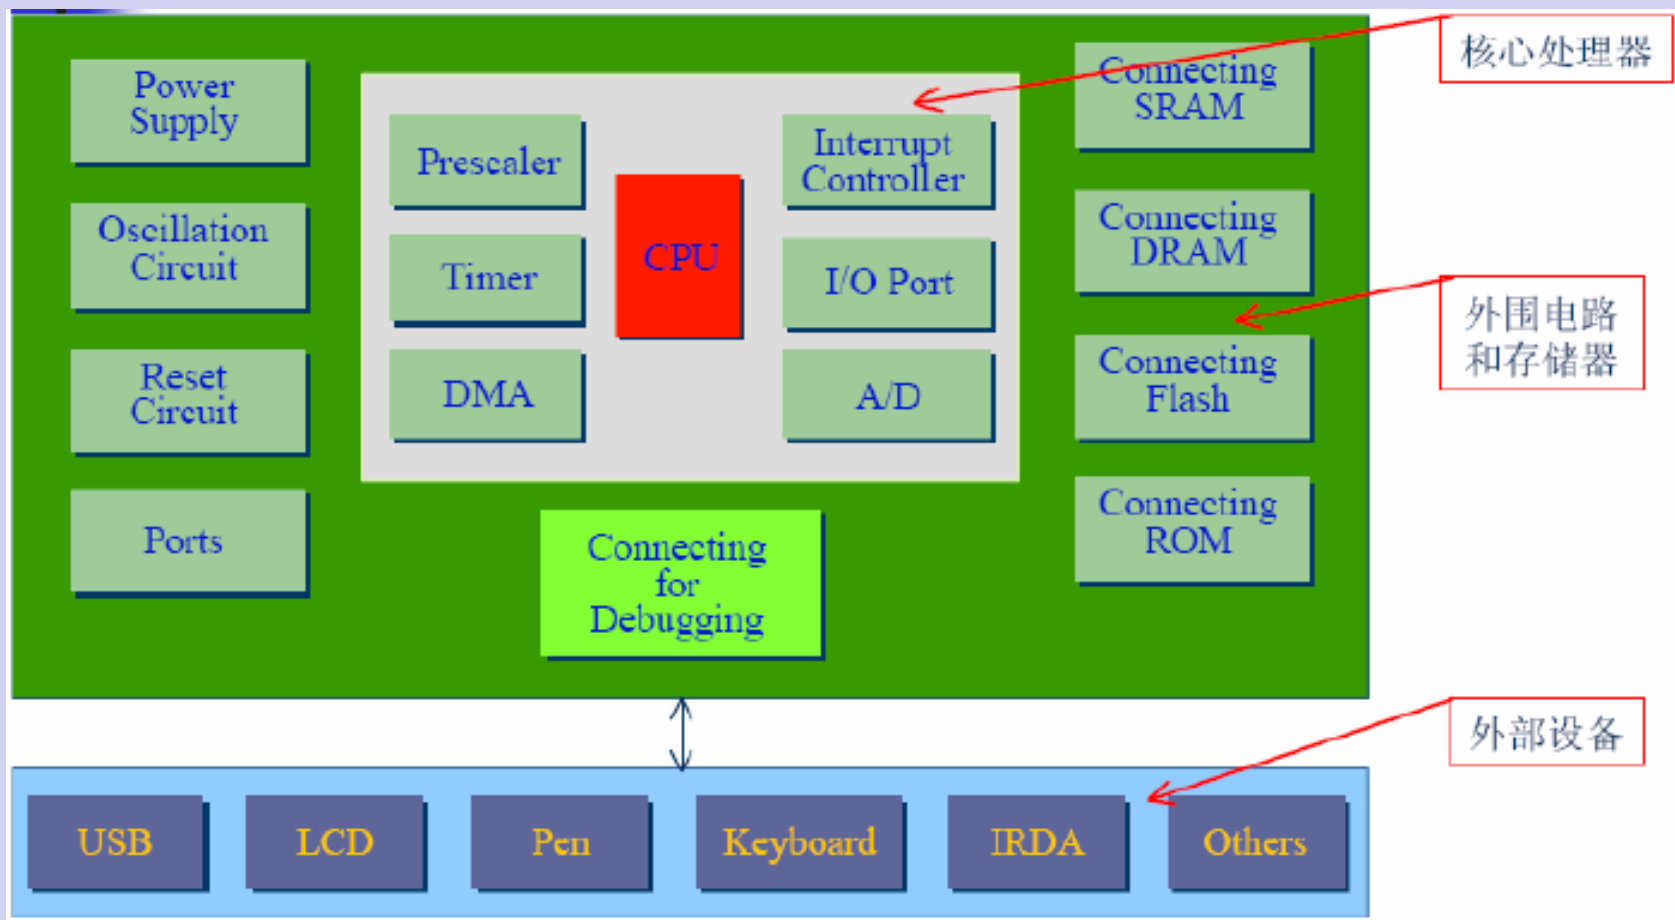 核心处理器
Power
Supply
Prescaler
Interrupt
Controller
Connecting
SRAM
Oscillation
Circuit
Timer
CPU
I/O Port
Connecting
DRAM
外围电路
和存储器
Reset
Circuit
DMA
A/D
Connecting
Flash
Ports
Connecting
for
Debugging
Connecting
ROM
外部设备
USB
LCD
Pen
Keyboard
IRDA
Others